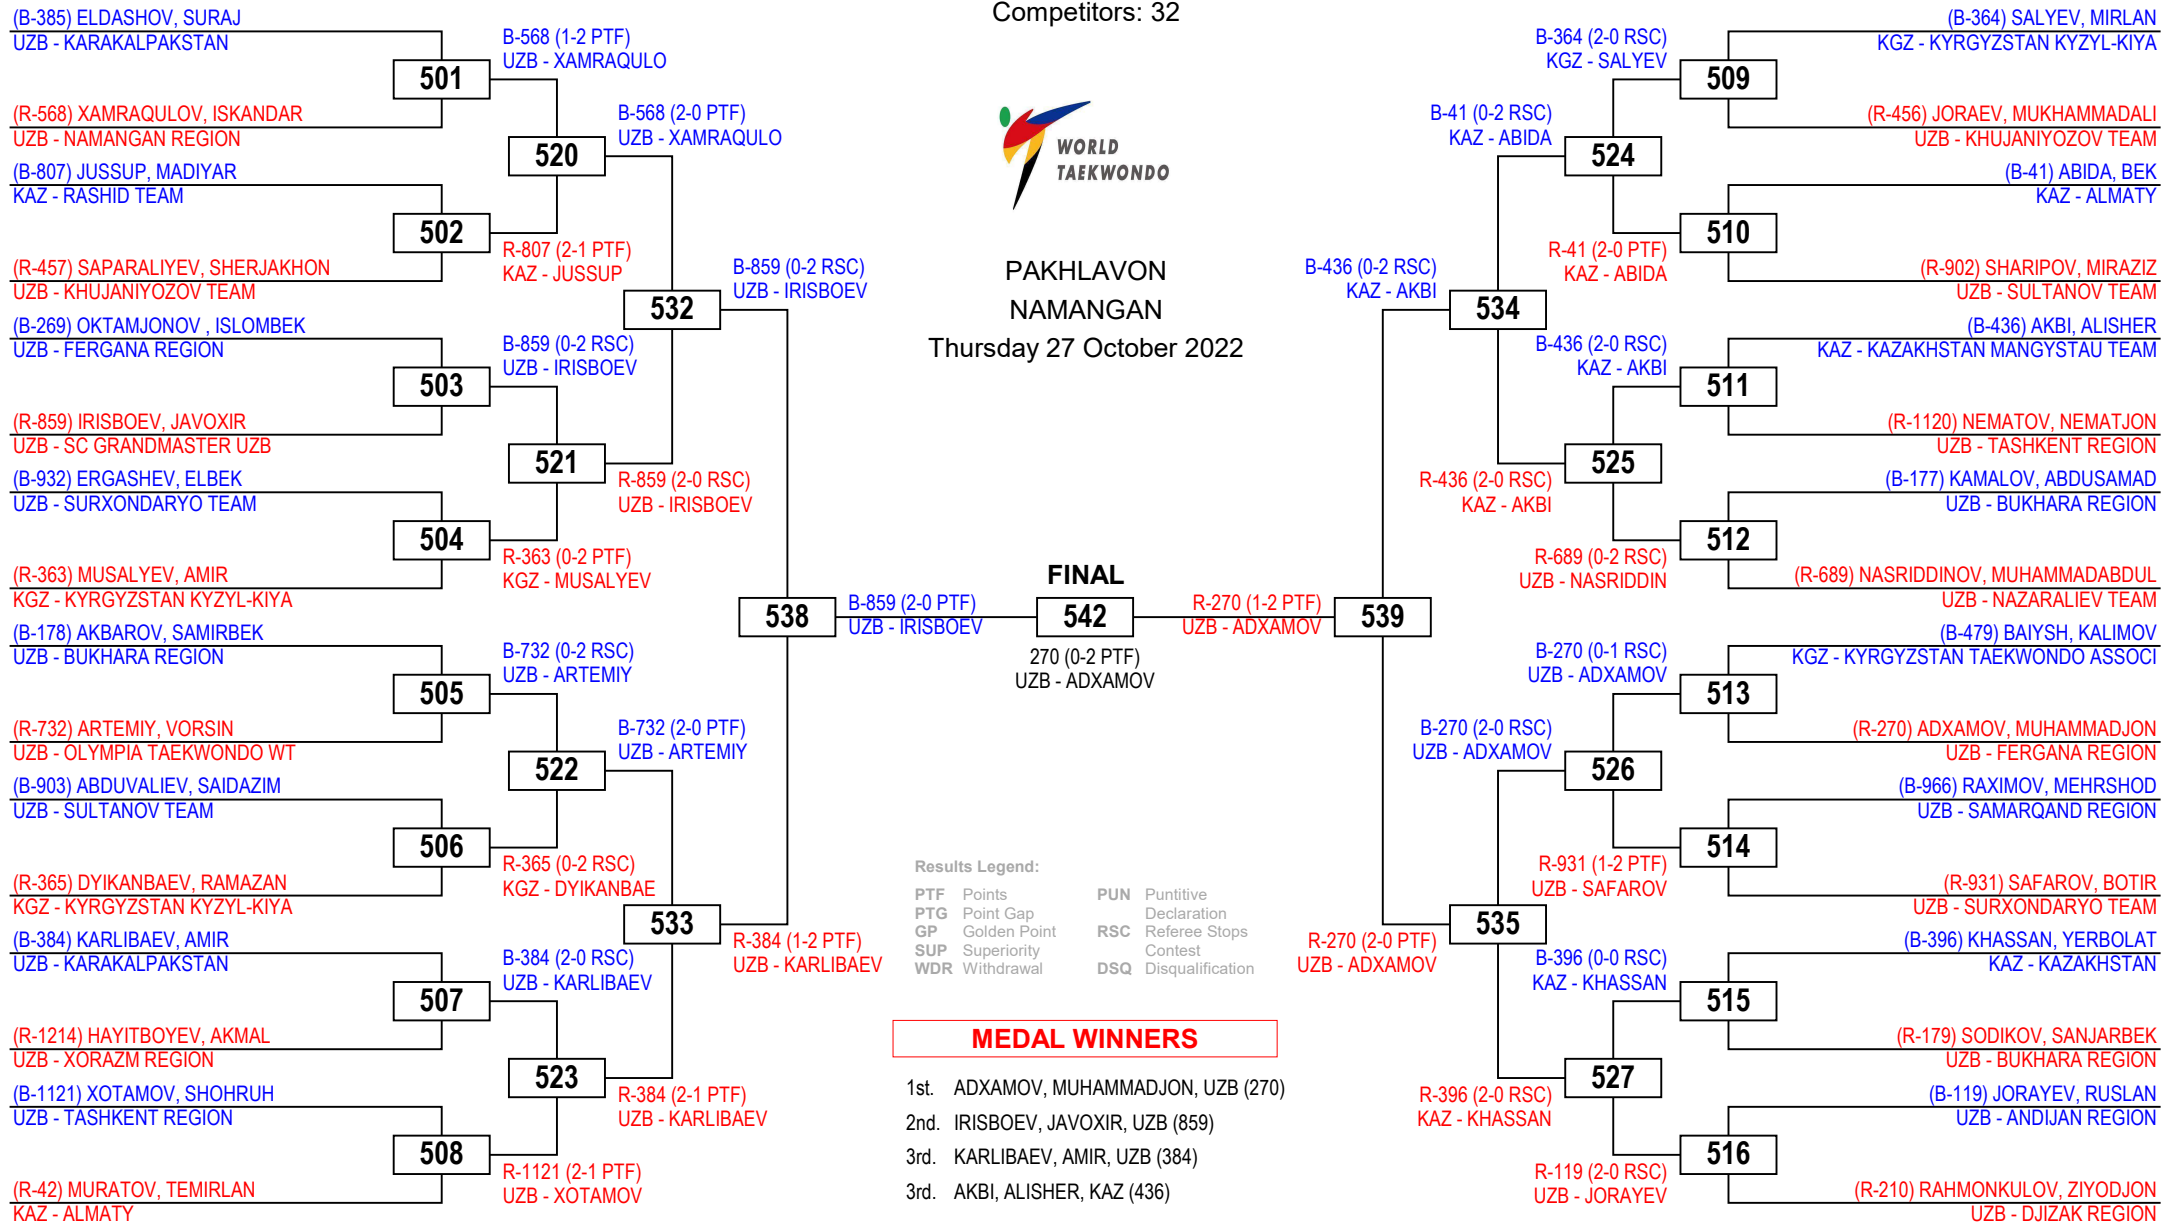 Competitors: 32
WORLD
TAEKWONDO
PAKHLAVON
NAMANGAN
Thursday 27 October 2022
(B-385) ELDASHOV, SURAJ
UZB - KARAKALPAKSTAN
501
(R-568) XAMRAQULOV, ISKANDAR
UZB - NAMANGAN REGION
(B-807) JUSSUP, MADIYAR
KAZ - RASHID TEAM
502
(R-457) SAPARALIYEV, SHERJAKHON
UZB - KHUJANIYOZOV TEAM
(B-269) OKTAMJONOV , ISLOMBEK
UZB - FERGANA REGION
503
(R-859) IRISBOEV, JAVOXIR
UZB - SC GRANDMASTER UZB
(B-932) ERGASHEV, ELBEK
UZB - SURXONDARYO TEAM
504
(R-363) MUSALYEV, AMIR
KGZ - KYRGYZSTAN KYZYL-KIYA
(B-178) AKBAROV, SAMIRBEK
UZB - BUKHARA REGION
505
(R-732) ARTEMIY, VORSIN
UZB - OLYMPIA TAEKWONDO WT
(B-903) ABDUVALIEV, SAIDAZIM
UZB - SULTANOV TEAM
506
(R-365) DYIKANBAEV, RAMAZAN
KGZ - KYRGYZSTAN KYZYL-KIYA
(B-384) KARLIBAEV, AMIR
UZB - KARAKALPAKSTAN
507
(R-1214) HAYITBOYEV, AKMAL
UZB - XORAZM REGION
(B-1121) XOTAMOV, SHOHRUH
UZB - TASHKENT REGION
508
(R-42) MURATOV, TEMIRLAN
KAZ - ALMATY
B-568 (1-2 PTF)
UZB - XAMRAQULO
520
R-807 (2-1 PTF)
KAZ - JUSSUP
B-859 (0-2 RSC)
UZB - IRISBOEV
521
R-363 (0-2 PTF)
KGZ - MUSALYEV
B-732 (0-2 RSC)
UZB - ARTEMIY
522
R-365 (0-2 RSC)
KGZ - DYIKANBAE
B-384 (2-0 RSC)
UZB - KARLIBAEV
523
R-1121 (2-1 PTF)
UZB - XOTAMOV
B-568 (2-0 PTF)
UZB - XAMRAQULO
532
R-859 (2-0 RSC)
UZB - IRISBOEV
B-732 (2-0 PTF)
UZB - ARTEMIY
533
R-384 (2-1 PTF)
UZB - KARLIBAEV
B-859 (0-2 RSC)
UZB - IRISBOEV
538
R-384 (1-2 PTF)
UZB - KARLIBAEV
B-859 (2-0 PTF)
UZB - IRISBOEV
FINAL
542
270 (0-2 PTF)
UZB - ADXAMOV
R-270 (1-2 PTF)
UZB - ADXAMOV
B-436 (0-2 RSC)
KAZ - AKBI
539
R-270 (2-0 PTF)
UZB - ADXAMOV
B-41 (0-2 RSC)
KAZ - ABIDA
534
R-436 (2-0 RSC)
KAZ - AKBI
B-270 (2-0 RSC)
UZB - ADXAMOV
535
R-396 (2-0 RSC)
KAZ - KHASSAN
B-364 (2-0 RSC)
KGZ - SALYEV
524
R-41 (2-0 PTF)
KAZ - ABIDA
B-436 (2-0 RSC)
KAZ - AKBI
525
R-689 (0-2 RSC)
UZB - NASRIDDIN
B-270 (0-1 RSC)
UZB - ADXAMOV
526
R-931 (1-2 PTF)
UZB - SAFAROV
B-396 (0-0 RSC)
KAZ - KHASSAN
527
R-119 (2-0 RSC)
UZB - JORAYEV
(B-364) SALYEV, MIRLAN
KGZ - KYRGYZSTAN KYZYL-KIYA
509
(R-456) JORAEV, MUKHAMMADALI
UZB - KHUJANIYOZOV TEAM
(B-41) ABIDA, BEK
KAZ - ALMATY
510
(R-902) SHARIPOV, MIRAZIZ
UZB - SULTANOV TEAM
(B-436) AKBI, ALISHER
KAZ - KAZAKHSTAN MANGYSTAU TEAM
511
(R-1120) NEMATOV, NEMATJON
UZB - TASHKENT REGION
(B-177) KAMALOV, ABDUSAMAD
UZB - BUKHARA REGION
512
(R-689) NASRIDDINOV, MUHAMMADABDUL
UZB - NAZARALIEV TEAM
(B-479) BAIYSH, KALIMOV
KGZ - KYRGYZSTAN TAEKWONDO ASSOCI
513
(R-270) ADXAMOV, MUHAMMADJON
UZB - FERGANA REGION
(B-966) RAXIMOV, MEHRSHOD
UZB - SAMARQAND REGION
514
(R-931) SAFAROV, BOTIR
UZB - SURXONDARYO TEAM
(B-396) KHASSAN, YERBOLAT
KAZ - KAZAKHSTAN
515
(R-179) SODIKOV, SANJARBEK
UZB - BUKHARA REGION
(B-119) JORAYEV, RUSLAN
UZB - ANDIJAN REGION
516
(R-210) RAHMONKULOV, ZIYODJON
UZB - DJIZAK REGION
Results Legend:
PTF Points
PTG Point Gap
GP Golden Point
SUP Superiority
WDR Withdrawal
PUN Puntitive
Declaration
RSC Referee Stops
Contest
DSQ Disqualification
MEDAL WINNERS
1st. ADXAMOV, MUHAMMADJON, UZB (270)
2nd. IRISBOEV, JAVOXIR, UZB (859)
3rd. KARLIBAEV, AMIR, UZB (384)
3rd. AKBI, ALISHER, KAZ (436)